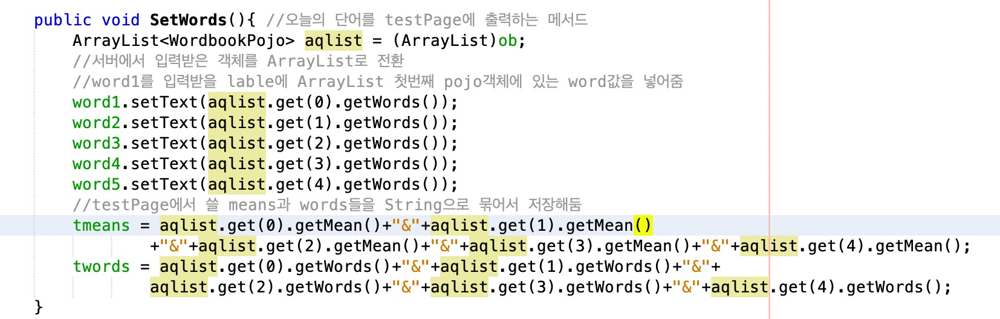 public void SetWords(){ //오늘의 단어를 testPage에 출력하는 메서드
ArrayList<WordbookPojo> aqlist = (ArrayList)ob;
//서버에서 입력받은 객체를 ArrayList로 전환
//word1를 입력받을 lable에 ArrayList 첫번째 pojo객체에 있는 word값을 넣어줌
word1.setText(aqlist.get(0).getWords());
word2.setText(aqlist.get(1).getWords());
word3.setText(aqlist.get(2).getWords());
word4.setText(aqlist.get(3).getWords());
word5.setText(aqlist.get(4).getWords());
//testPage에서 쓸 means과 words들을 String으로 묶어서 저장해둠
tmeans = aqlist.get(0).getMean()+"&"+aqlist.get(1).getMean()
+"&"+aqlist.get(2).getMean()+"&"+aqlist.get(3).getMean()+"&"+aqlist.get(4).getMean();
twords = aqlist.get(0).getWords()+"&"+aqlist.get(1).getWords()+"&"+
aqlist.get(2).getWords()+"&"+aqlist.get(3).getWords()+"&"+aqlist.get(4).getWords();
}